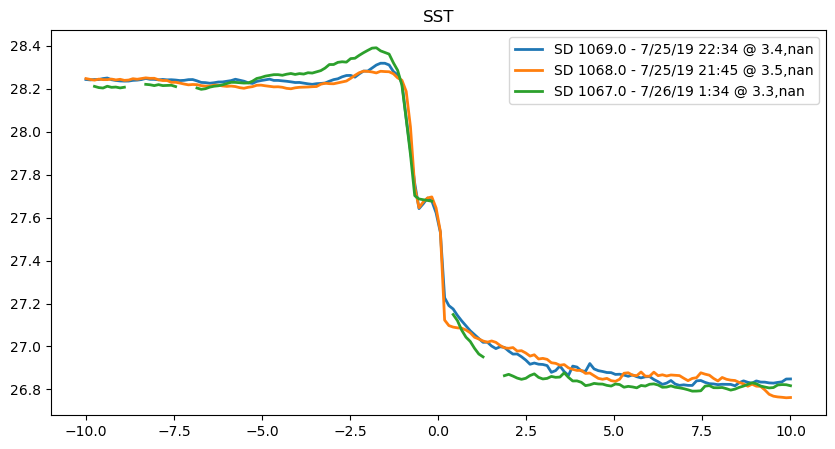 SST
SD 1069.0 - 7/25/19 22:34 @ 3.4,nan
SD 1068.0 - 7/25/19 21:45 @ 3.5,nan
SD 1067.0 - 7/26/19 1:34 @ 3.3,nan
28.4
28.2
28.0
27.8
27.6
27.4
27.2
27.0
26.8
−10.0 −7.5 −5.0 −2.5 0.0 2.5 5.0 7.5 10.0